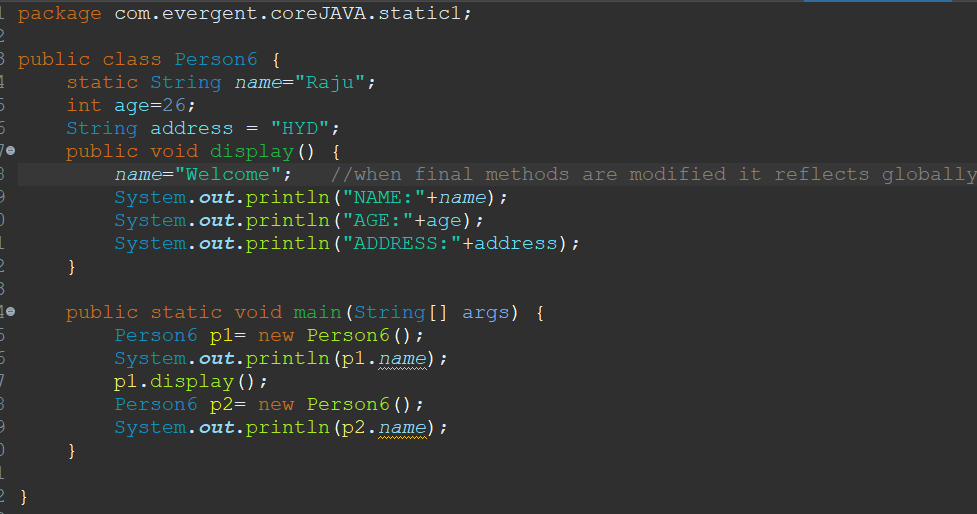 package com.evergent.coreJAVA.static1;
public class Person6 {
static String name="Raju";
int age=26;
String address = "HYD";
public void display() {
name="Welcome";   //when final methods are modified it reflects globally
System.out.println("NAME:"+name);
System.out.println("AGE:"+age);
System.out.println("ADDRESS:"+address);
}
public static void main(String[] args) {
Person6 p1= new Person6();
System.out.println(p1.name);
p1.display();
Person6 p2= new Person6();
System.out.println(p2.name);
}
}